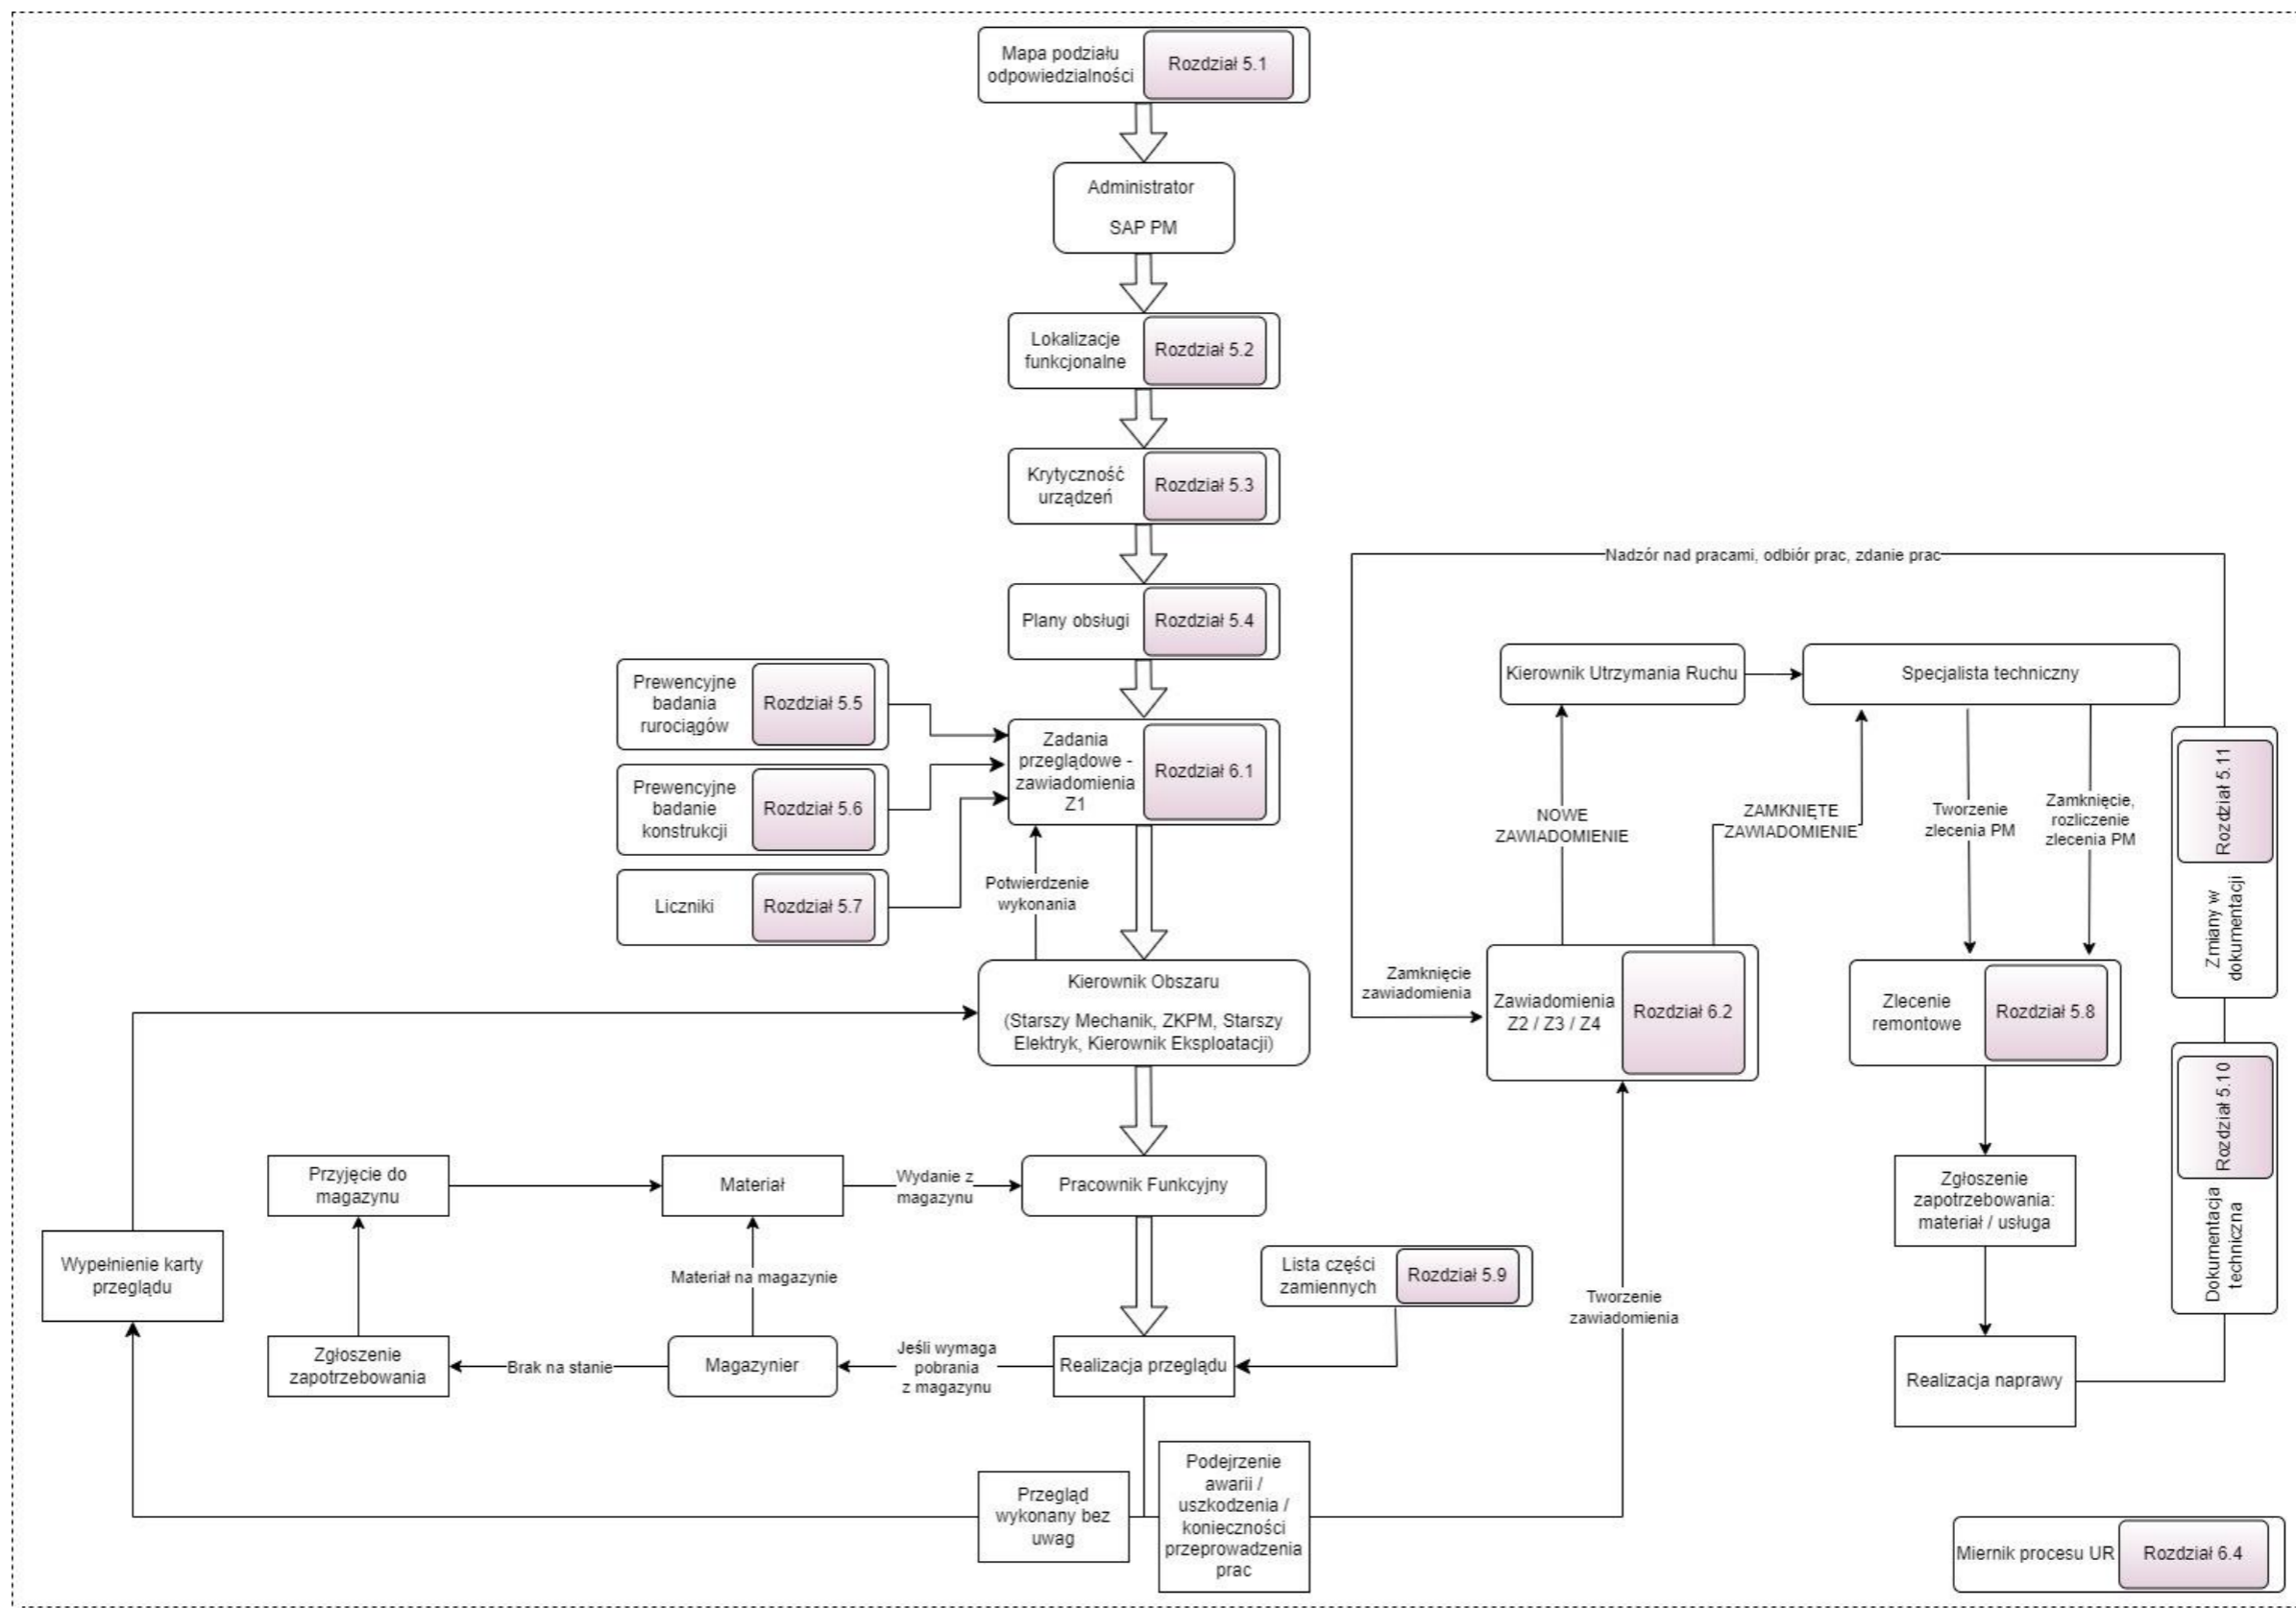 Mapa podziału
odpowiedzialności
Rozdział 5.1
Administrator
SAP PM
Lokalizacje
funkcjonalne
Rozdział 5.2
Krytyczność
urządzeń
Rozdział 5.3
Nadzór nad pracami, odbiór prac, zdanie prac
Plany obsługi
Rozdział 5.4
Prewencyjne
badania
rurociągów
Rozdział 5.5
Prewencyjne
badanie
konstrukcji
Rozdział 5.6
Liczniki
Rozdział 5.7
Zadania
przeglądowe -
zawiadomienia
Z1
Rozdział 6.1
Potwierdzenie
wykonania
Kierownik Utrzymania Ruchu
Specjalista techniczny
NOWE
ZAWIADOMIENIE
ZAMKNIĘTE
ZAWIADOMIENIE
Tworzenie
zlecenia PM
Zamknięcie,
rozliczenie
zlecenia PM
Rozdział 5.11
Zmiany w
dokumentacji
Kierownik Obszaru
(Starszy Mechanik, ZKPM, Starszy
Elektryk, Kierownik Eksploatacji)
Zamknięcie
zawiadomienia
Zawiadomienia
Z2 / Z3 / Z4
Rozdział 6.2
Zlecenie
remontowe
Rozdział 5.8
Rozdział 5.10
Dokumentacja
techniczna
Przyjęcie do
magazynu
Materiał
Wydanie z
magazynu
Pracownik Funkcyjny
Zgłoszenie
zapotrzebowania:
materiał / usługa
Wypełnienie karty
przeglądu
Materiał na magazynie
Lista części
zamiennych
Rozdział 5.9
Tworzenie
zawiadomienia
Zgłoszenie
zapotrzebowania
Brak na stanie
Magazynier
Jeśli wymaga
pobrania
z magazynu
Realizacja przeglądu
Realizacja naprawy
Przegląd
wykonany bez
uwag
Podejrzenie
awarii /
uszkodzenia /
konieczności
przeprowadzenia
prac
Miernik procesu UR
Rozdział 6.4